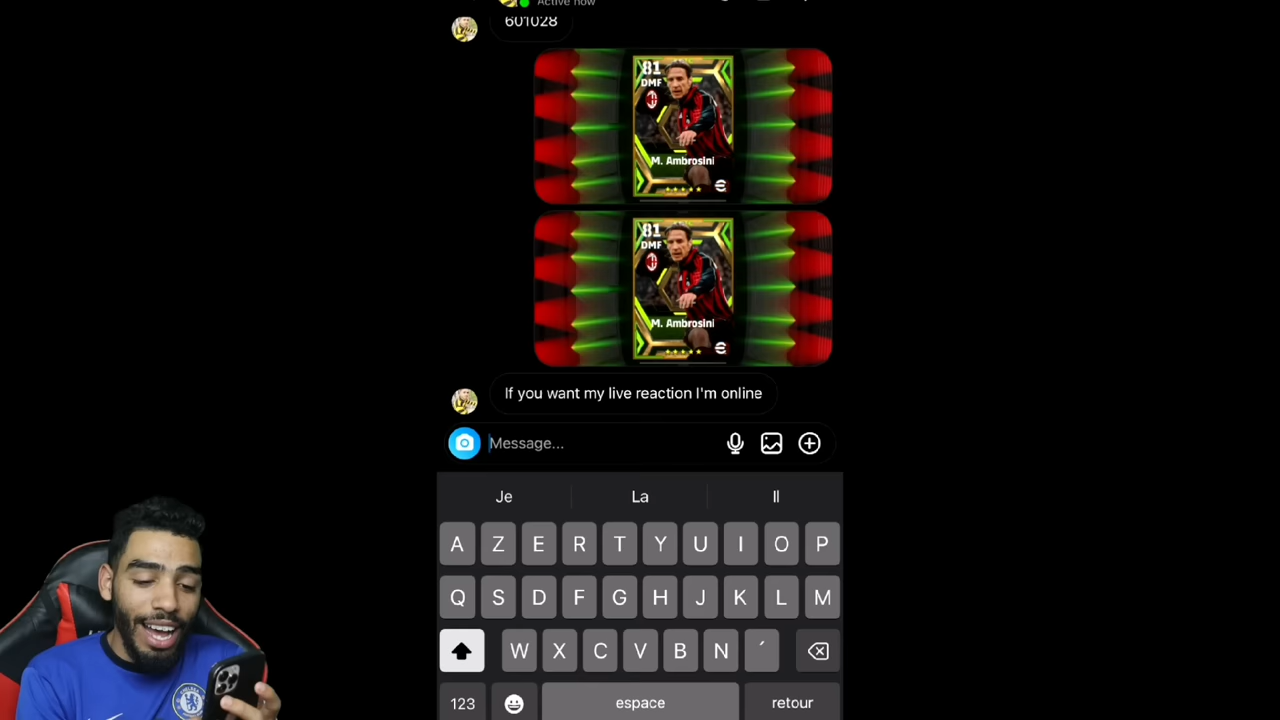 Active now
601028
81
DMF
M. Ambrosini
81
DMF
M. Ambrosini
If you want my live reaction I'm online
Message...
Je La Il
A Z E R T Y U I O P
Q S D F G H J K L M
W X C V B N ´
123 espace retour